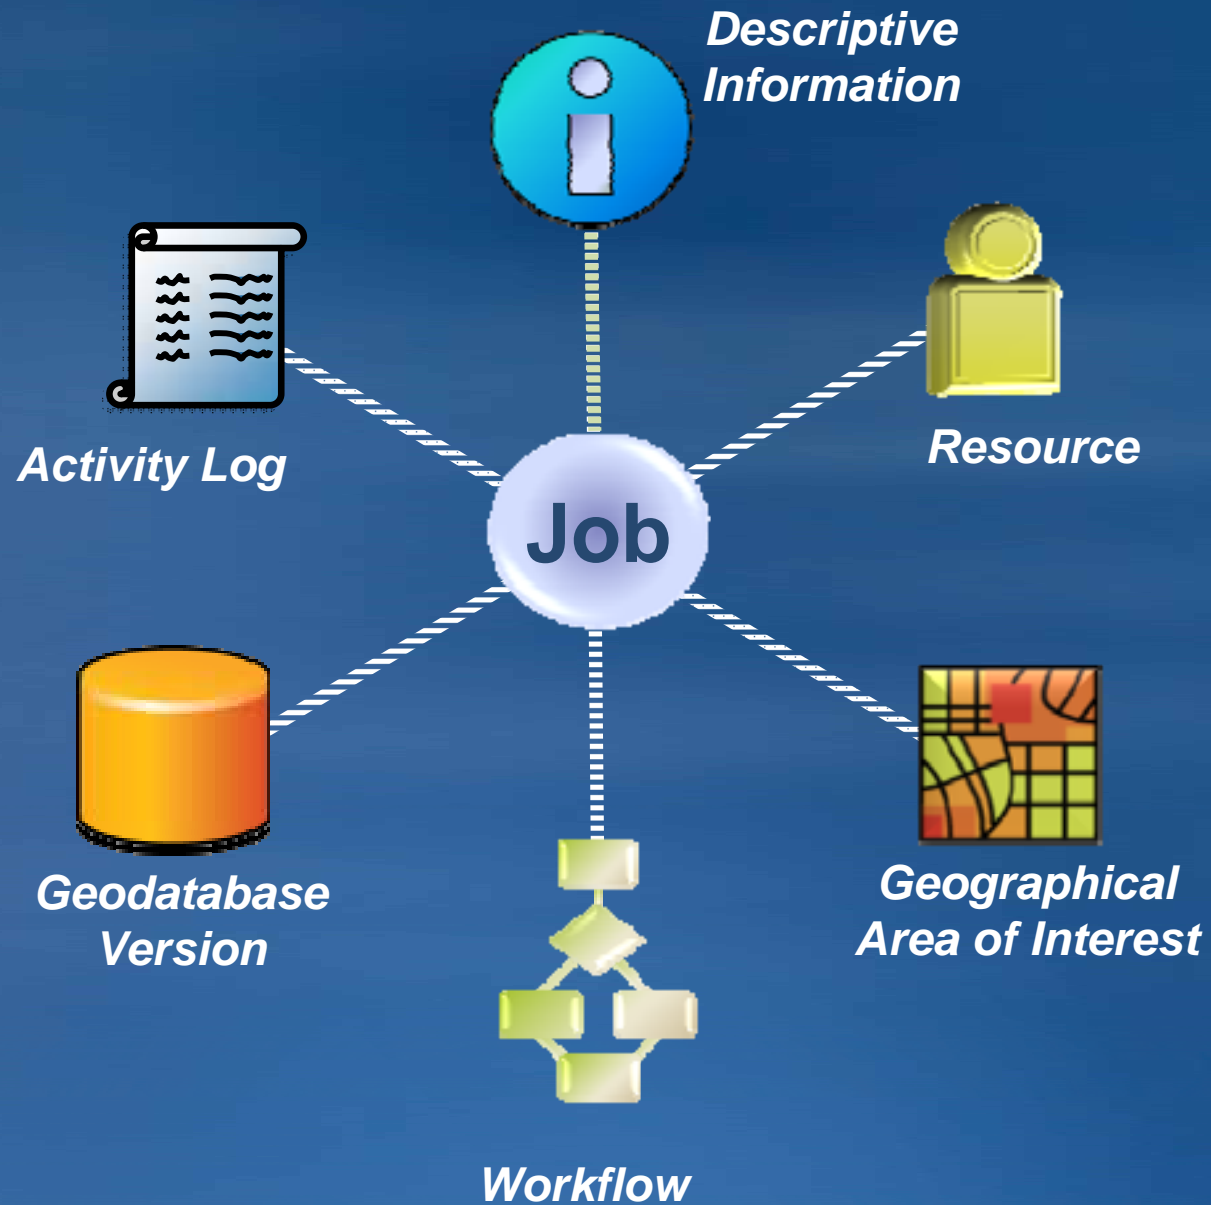 Descriptive
Information
Activity Log
Resource
Job
Geodatabase
Version
Geographical
Area of Interest
Workflow